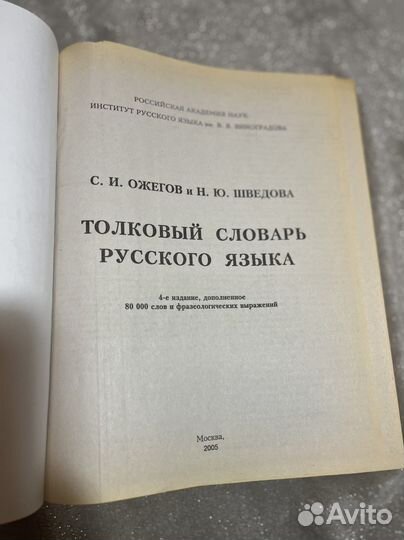 РОССИЙСКАЯ АКАДЕМИЯ НАУК
ИНСТИТУТ РУССКОГО ЯЗЫКА им. В. В. ВИНОГРАДОВА
С. И. ОЖЕГОВ и Н. Ю. ШВЕДОВА
ТОЛКОВЫЙ СЛОВАРЬ
РУССКОГО ЯЗЫКА
4-е издание, дополненное
80 000 слов и фразеологических выражений
Москва,
2005
Avito